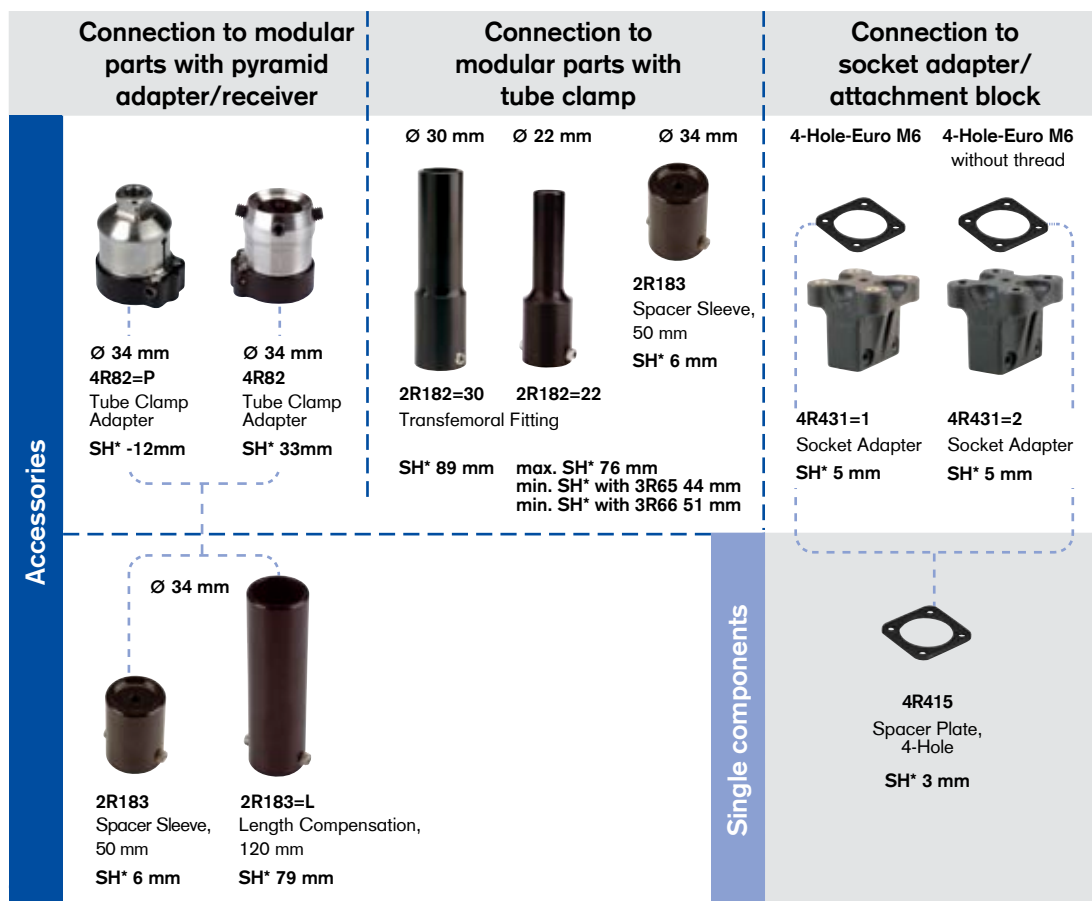 Connection to modular
parts with pyramid
adapter/receiver
Connection to
modular parts with
tube clamp
Connection to
socket adapter/
attachment block
Accessories
Ø 34 mm
4R82=P
Tube Clamp
Adapter
SH* -12mm
Ø 34 mm
4R82
Tube Clamp
Adapter
SH* 33mm
Ø 30 mm
2R182=30
Ø 22 mm
2R182=22
Transfemoral Fitting
SH* 89 mm
max. SH* 76 mm
min. SH* with 3R65 44 mm
min. SH* with 3R66 51 mm
Ø 34 mm
2R183
Spacer Sleeve,
50 mm
SH* 6 mm
4-Hole-Euro M6
4R431=1
Socket Adapter
SH* 5 mm
4-Hole-Euro M6
without thread
4R431=2
Socket Adapter
SH* 5 mm
Ø 34 mm
2R183
Spacer Sleeve,
50 mm
SH* 6 mm
2R183=L
Length Compensation,
120 mm
SH* 79 mm
Single components
4R415
Spacer Plate,
4-Hole
SH* 3 mm